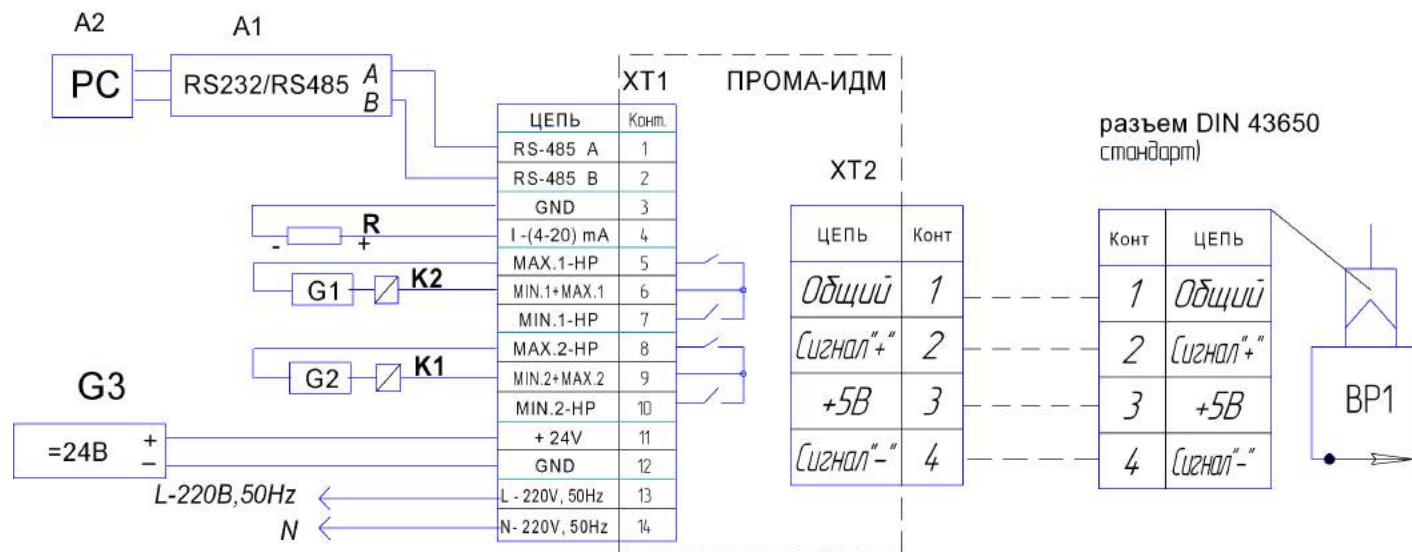 A2
A1
PC
RS232/RS485 A
B
XT1
ПРОМА-ИДМ
ЦЕПЬ Конт.
RS-485 A 1
RS-485 B 2
GND 3
I -(4-20) mA 4
MAX.1-HP 5
MIN.1+MAX.1 6
MIN.1-HP 7
MAX.2-HP 8
MIN.2+MAX.2 9
MIN.2-HP 10
+ 24V 11
GND 12
L - 220V, 50Hz 13
N- 220V, 50Hz 14
R
- +
G1 K2
G2 K1
G3
=24В + –
L-220В,50Hz
N
XT2
ЦЕПЬ Конт
Общий 1
Сигнал"+" 2
+5В 3
Сигнал"–" 4
разъем DIN 43650
стандарт)
Конт ЦЕПЬ
1 Общий
2 Сигнал"+"
3 +5В
4 Сигнал"–"
BP1